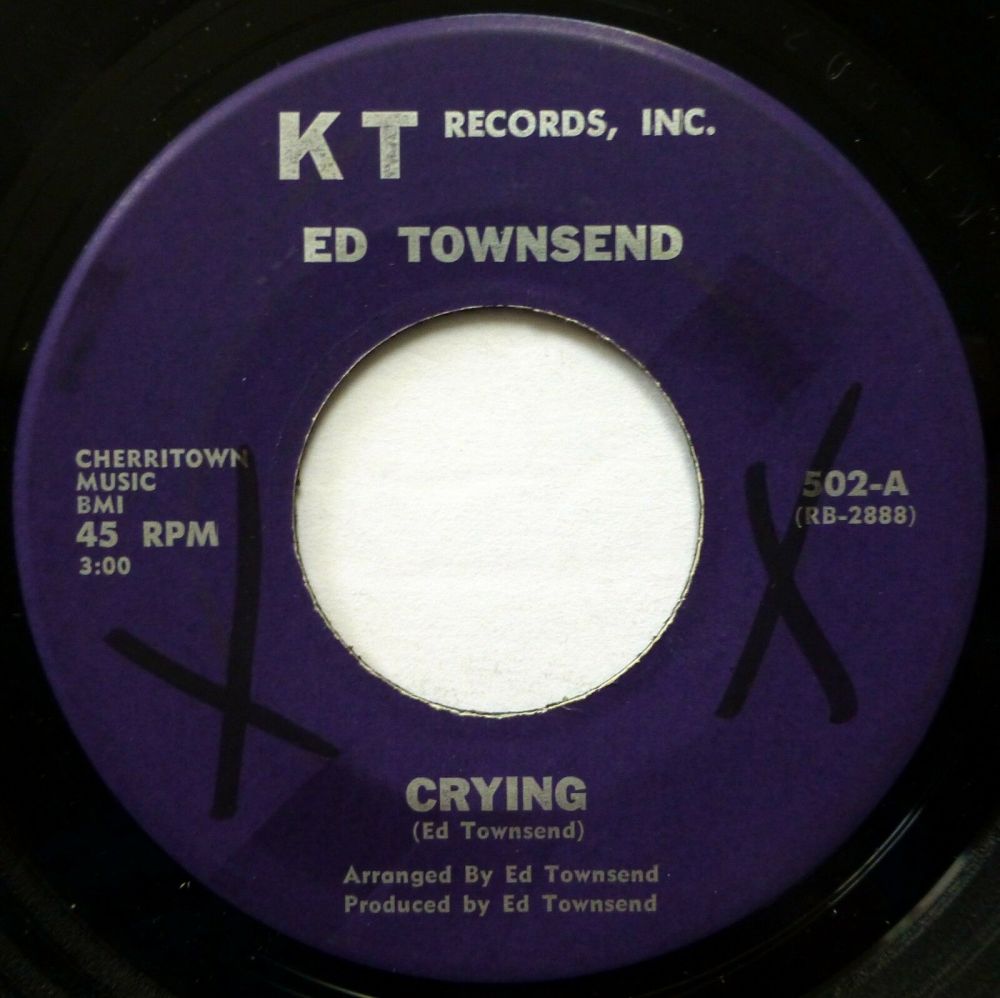 KT RECORDS, INC.
ED TOWNSEND
CHERRITOWN
MUSIC
BMI
45 RPM
3:00
502-A
(RB-2888)
CRYING
(Ed Townsend)
Arranged By Ed Townsend
Produced by Ed Townsend